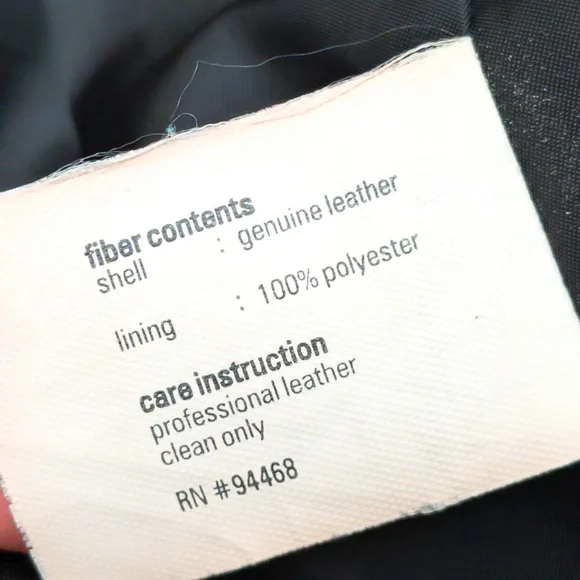 fiber contents
shell : genuine leather
lining : 100% polyester
care instruction
professional leather
clean only
RN #94468